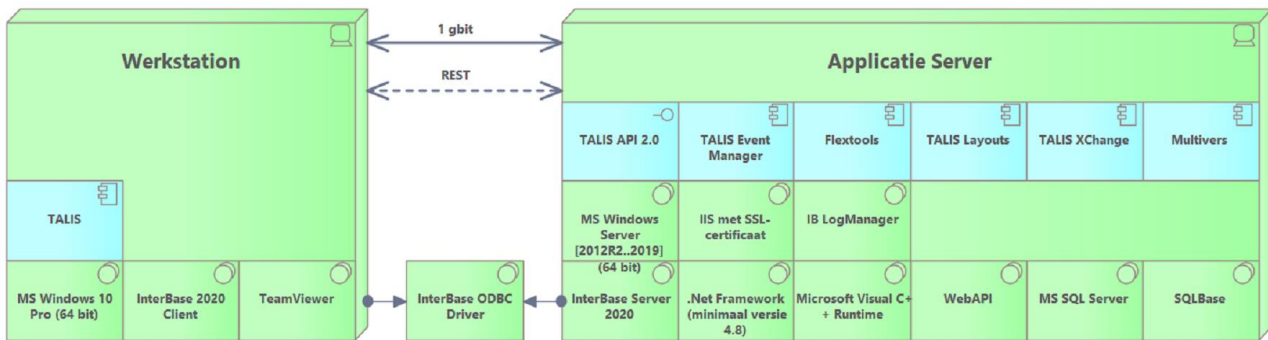 Werkstation
1 gbit
REST
Applicatie Server
TALIS API 2.0
TALIS Event
Manager
Flextools
TALIS Layouts
TALIS XChange
Multivers
TALIS
MS Windows
Server
[2012R2..2019]
(64 bit)
IIS met SSL-
certificaat
IB LogManager
MS Windows 10
Pro (64 bit)
InterBase 2020
Client
TeamViewer
InterBase ODBC
Driver
InterBase Server
2020
.Net Framework
(minimaal versie
4.8)
Microsoft Visual C+
+ Runtime
WebAPI
MS SQL Server
SQLBase